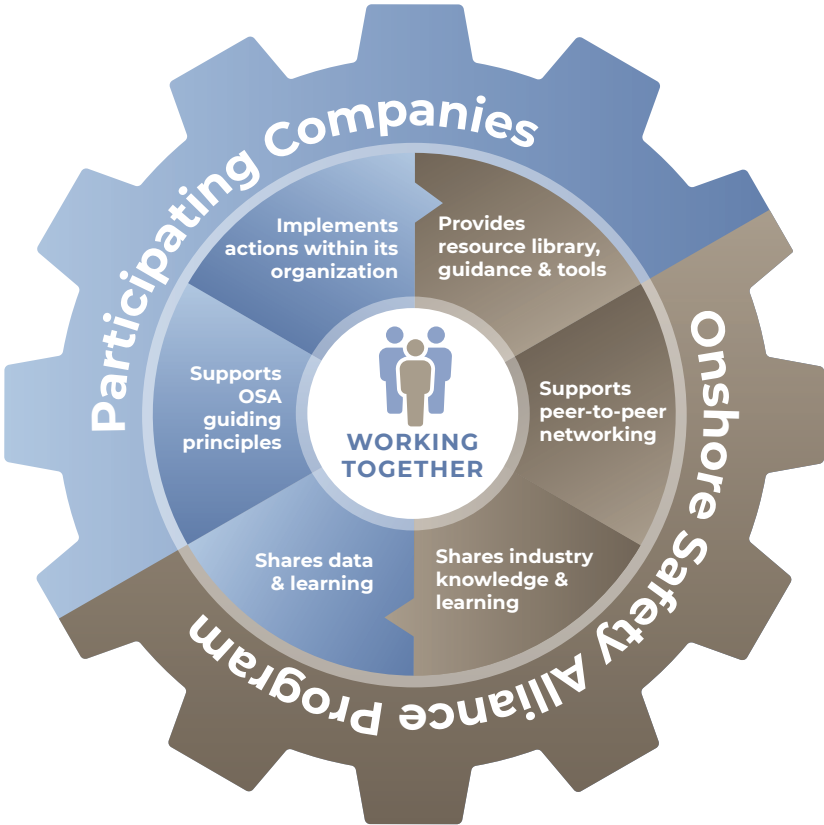 Participating Companies
Onshore Safety Alliance Program
Implements
actions within its
organization
Provides
resource library,
guidance & tools
Supports
peer-to-peer
networking
Shares industry
knowledge &
learning
Shares data
& learning
Supports
OSA
guiding
principles
WORKING
TOGETHER